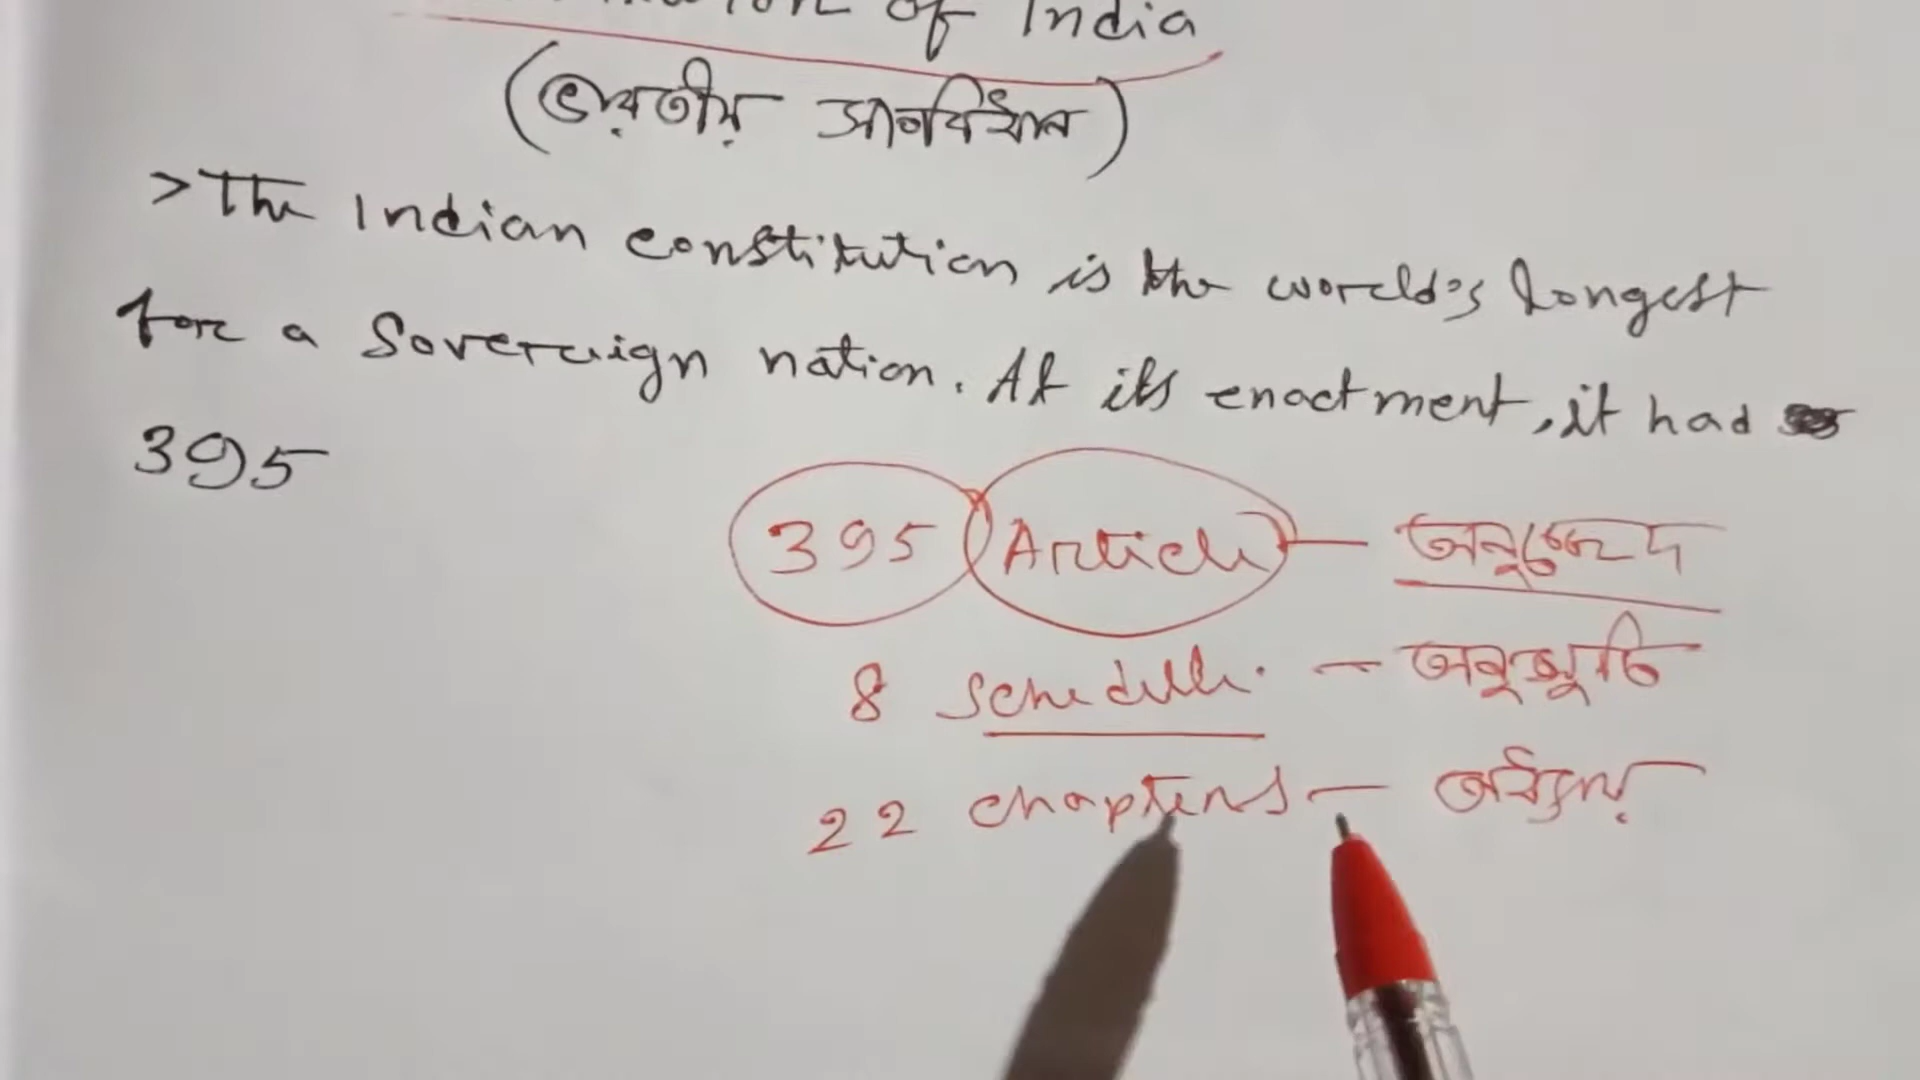 of India
(ভারতীয় সংবিধান)
> The Indian constitution is the world's longest
for a Sovereign nation. At its enactment, it had
395
395 Article — অনুচ্ছেদ
8 Schedule. — অনুসূচি
22 chapters — অধ্যায়